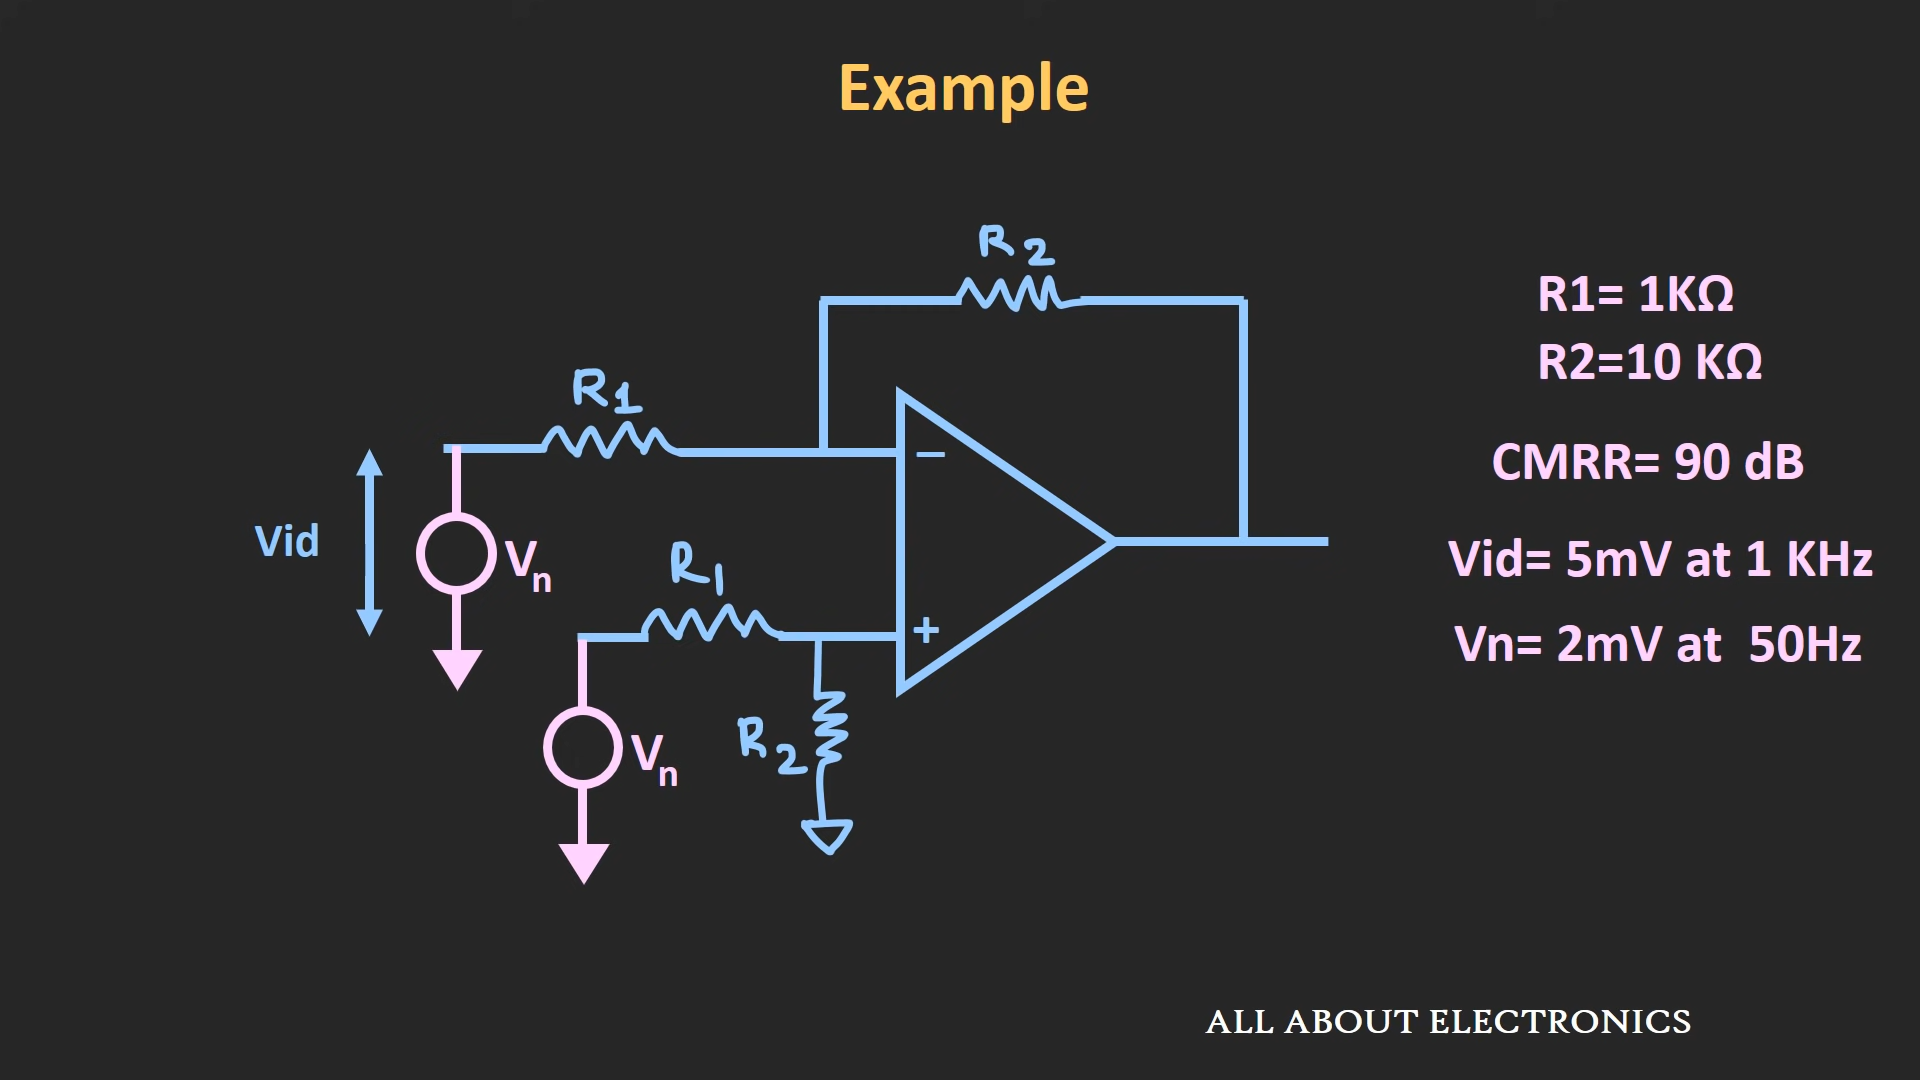 Example
R2
R1
Vid
Vn
R1
Vn
R2
−
+
R1= 1KΩ
R2=10 KΩ
CMRR= 90 dB
Vid= 5mV at 1 KHz
Vn= 2mV at 50Hz
ALL ABOUT ELECTRONICS